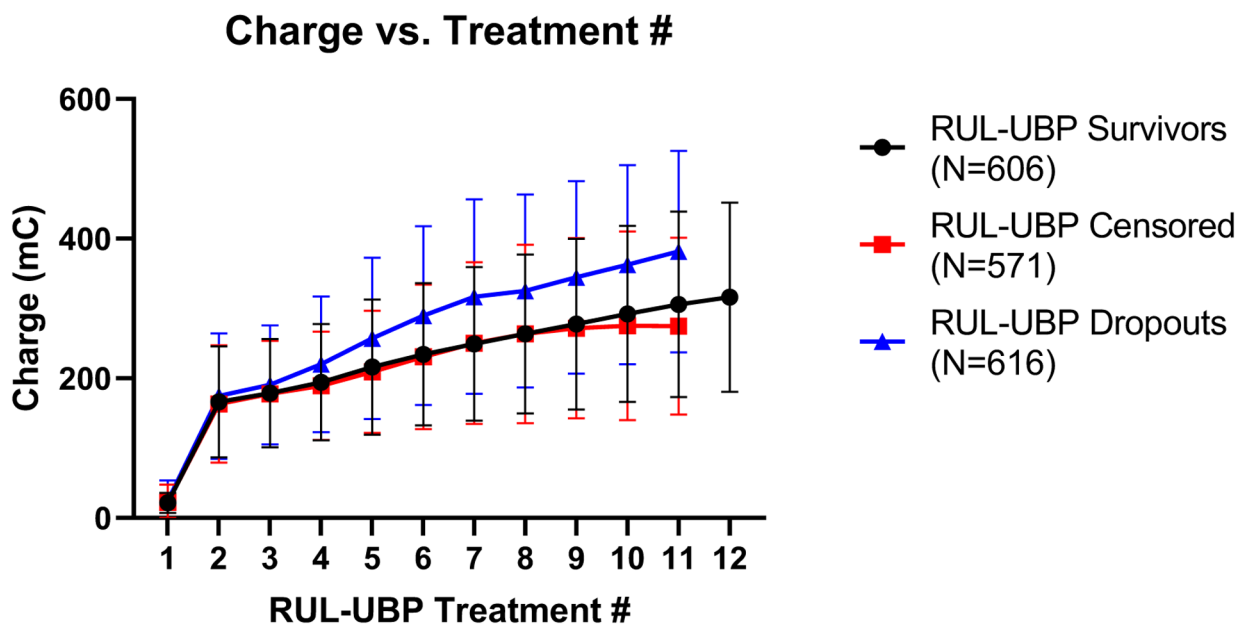 Charge vs. Treatment #
600
400
200
0
Charge (mC)
1 2 3 4 5 6 7 8 9 10 11 12
RUL-UBP Treatment #
RUL-UBP Survivors
(N=606)
RUL-UBP Censored
(N=571)
RUL-UBP Dropouts
(N=616)